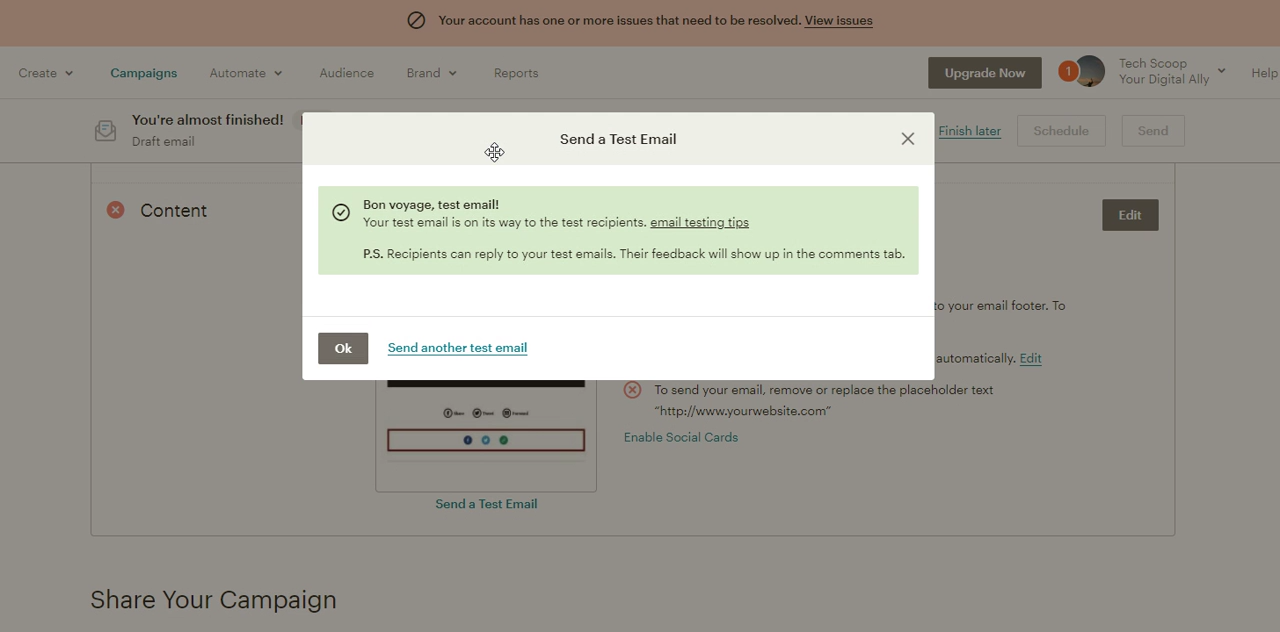 Your account has one or more issues that need to be resolved. View issues
Create
Campaigns
Automate
Audience
Brand
Reports
Upgrade Now
1
Tech Scoop
Your Digital Ally
Help
You're almost finished!
Draft email
Finish later
Schedule
Send
Send a Test Email
Bon voyage, test email!
Your test email is on its way to the test recipients. email testing tips
P.S. Recipients can reply to your test emails. Their feedback will show up in the comments tab.
Ok
Send another test email
Content
Edit
to your email footer. To
automatically. Edit
To send your email, remove or replace the placeholder text
“http://www.yourwebsite.com”
Enable Social Cards
Share
Tweet
Forward
Send a Test Email
Share Your Campaign